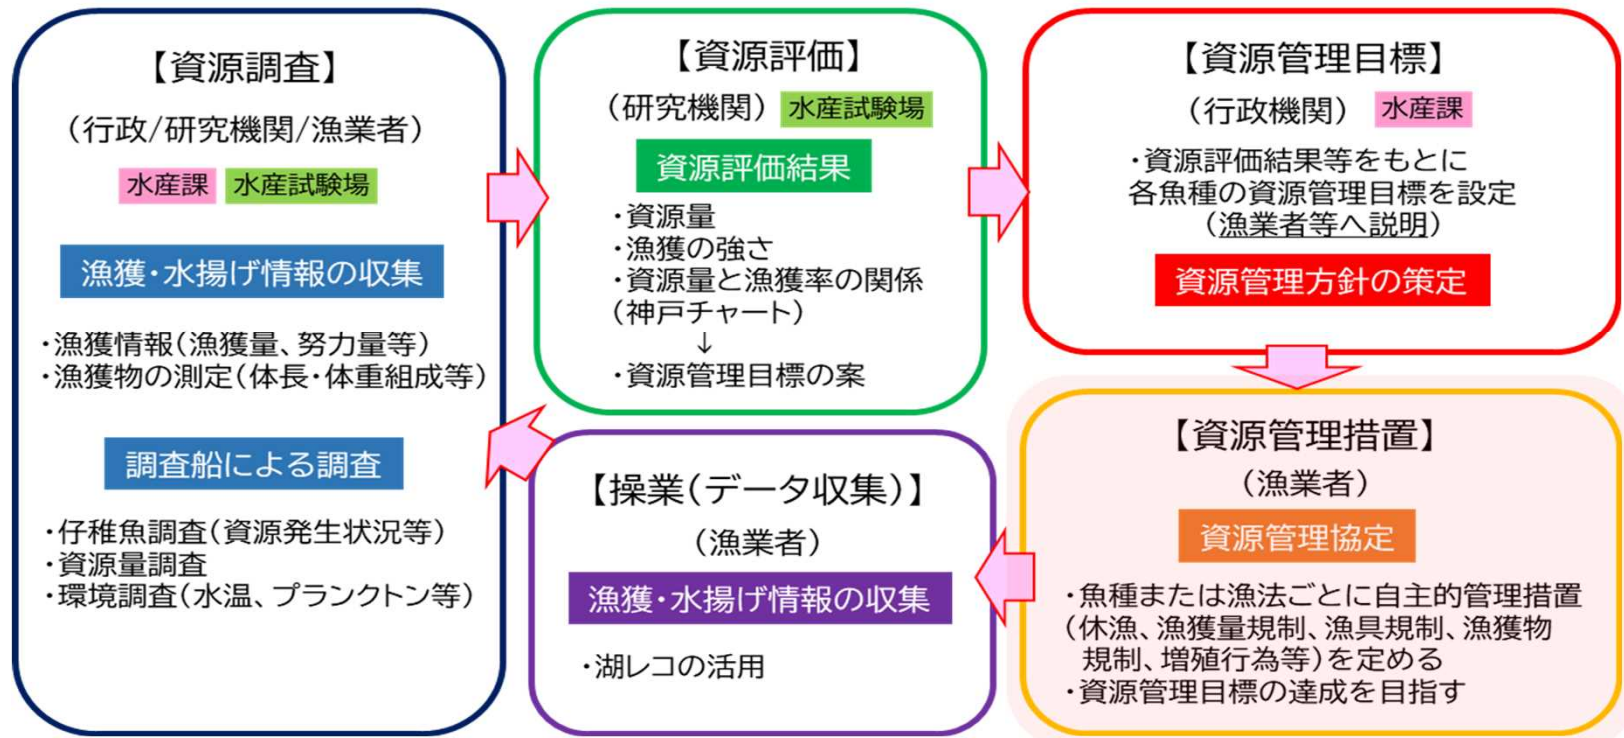 【資源調査】
(行政/研究機関/漁業者)
水産課 水産試験場
漁獲・水揚げ情報の収集
・漁獲情報(漁獲量、努力量等)
・漁獲物の測定(体長・体重組成等)
調査船による調査
・仔稚魚調査(資源発生状況等)
・資源量調査
・環境調査(水温、プランクトン等)
【資源評価】
(研究機関) 水産試験場
資源評価結果
・資源量
・漁獲の強さ
・資源量と漁獲率の関係
(神戸チャート)
↓
・資源管理目標の案
【資源管理目標】
(行政機関) 水産課
・資源評価結果等をもとに
各魚種の資源管理目標を設定
(漁業者等へ説明)
資源管理方針の策定
【資源管理措置】
(漁業者)
資源管理協定
・魚種または漁法ごとに自主的管理措置
(休漁、漁獲量規制、漁具規制、漁獲物
規制、増殖行為等)を定める
・資源管理目標の達成を目指す
【操業(データ収集)】
(漁業者)
漁獲・水揚げ情報の収集
・湖レコの活用